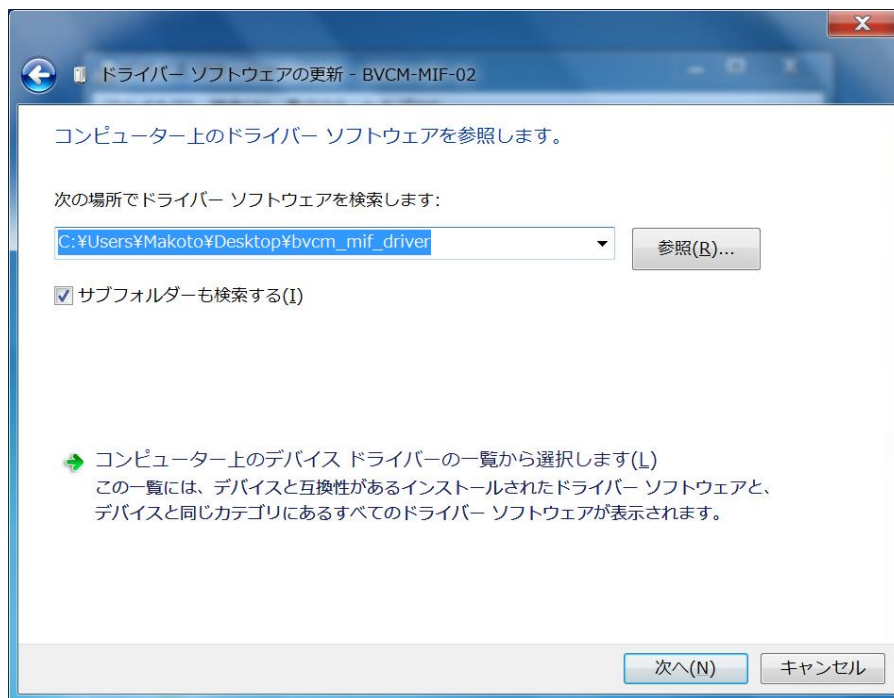 ドライバー ソフトウェアの更新 - BVCM-MIF-02
コンピューター上のドライバー ソフトウェアを参照します。
次の場所でドライバー ソフトウェアを検索します:
C:¥Users¥Makoto¥Desktop¥bvcm_mif_driver
参照(R)...
サブフォルダーも検索する(I)
コンピューター上のデバイス ドライバーの一覧から選択します(L)
この一覧には、デバイスと互換性があるインストールされたドライバー ソフトウェアと、
デバイスと同じカテゴリにあるすべてのドライバー ソフトウェアが表示されます。
次へ(N)
キャンセル